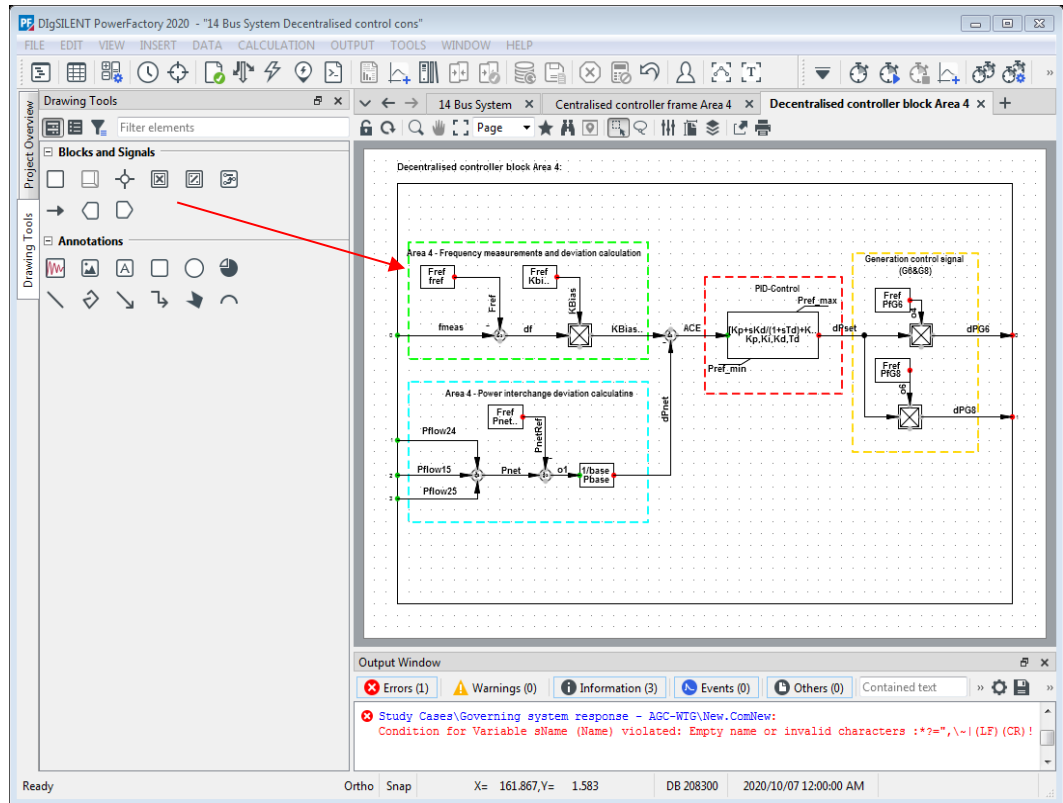 DIgSILENT PowerFactory 2020 - "14 Bus System Decentralised control cons"
FILE EDIT VIEW INSERT DATA CALCULATION OUTPUT TOOLS WINDOW HELP
Drawing Tools
Filter elements
Blocks and Signals
Annotations
Project Overview
Drawing Tools
14 Bus System
Centralised controller frame Area 4
Decentralised controller block Area 4
Page
Decentralised controller block Area 4:
Area 4 - Frequency measurements and deviation calculation
Fref
fref
Fref
Kbi..
Fref
KBias
fmeas
df
KBias..
ACE
PID-Control
Pref_max
[Kp+sKd/(1+sTd)+K..
Kp,Ki,Kd,Td
Pref_min
dPset
Generation control signal
(G6&G8)
Fref
PfG6
o4
dPG6
Fref
PfG8
o6
dPG8
Area 4 - Power interchange deviation calculatins
Fref
Pnet..
PnetRef
dPnet
Pflow24
Pflow15
Pnet
o1
1/base
Pbase
Pflow25
Output Window
Errors (1)
Warnings (0)
Information (3)
Events (0)
Others (0)
Contained text
Study Cases\Governing system response - AGC-WTG\New.ComNew:
Condition for Variable sName (Name) violated: Empty name or invalid characters :*?=",\~|(LF)(CR)!
Ready
Ortho
Snap
X= 161.867,Y= 1.583
DB 208300
2020/10/07 12:00:00 AM